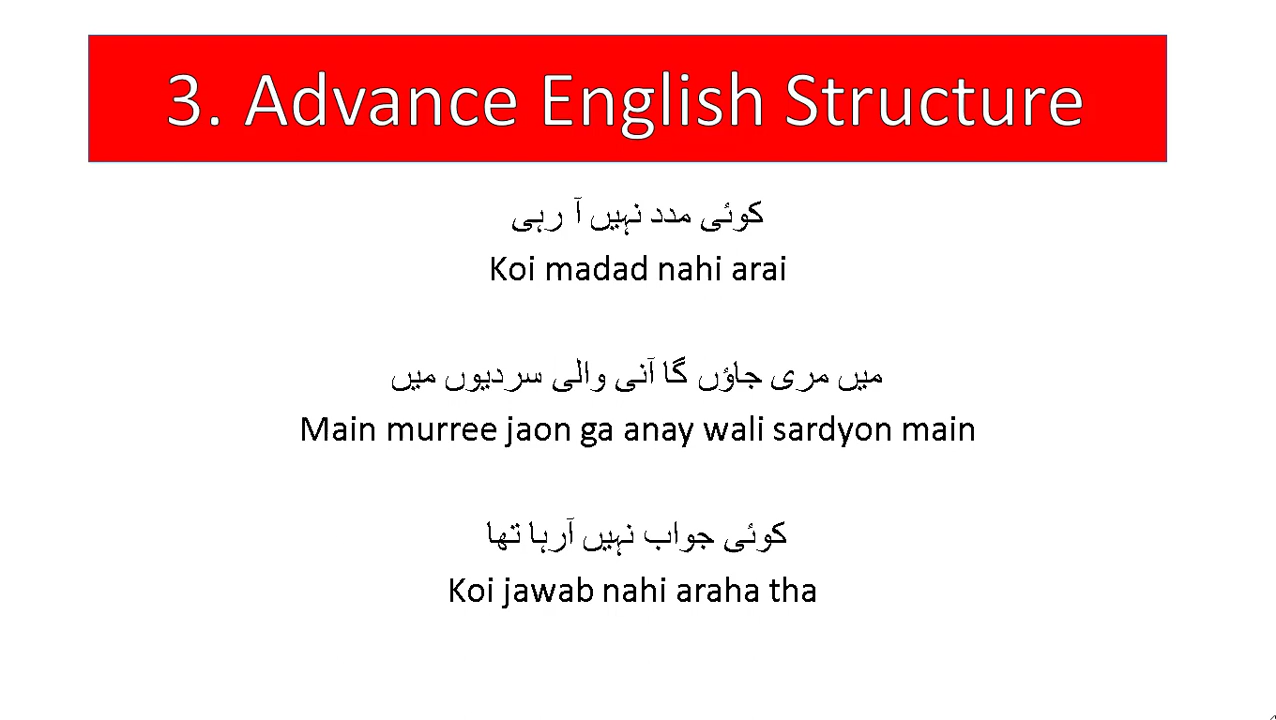 3. Advance English Structure
کوئی مدد نہیں آ رہی
Koi madad nahi arai
میں مری جاؤں گا آنی والی سردیوں میں
Main murree jaon ga anay wali sardyon main
کوئی جواب نہیں آرہا تھا
Koi jawab nahi araha tha